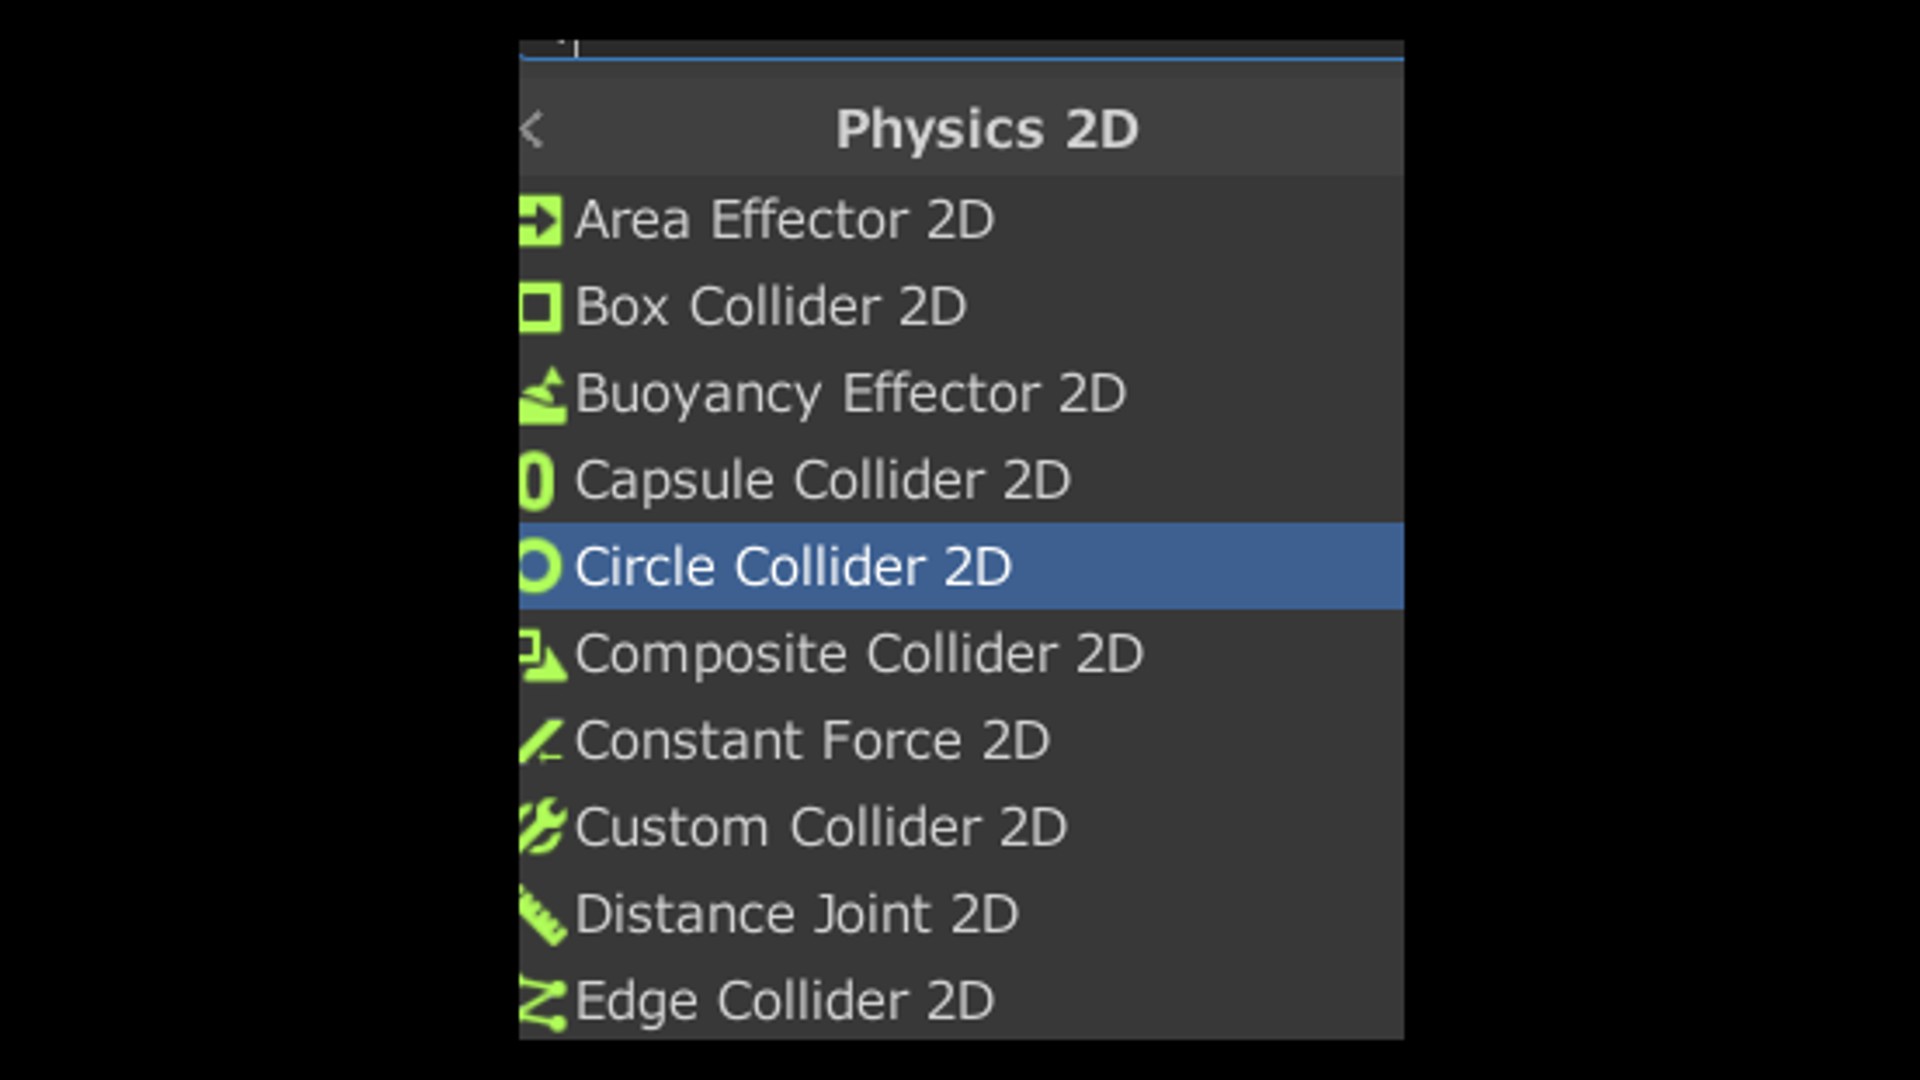 Physics 2D
Area Effector 2D
Box Collider 2D
Buoyancy Effector 2D
Capsule Collider 2D
Circle Collider 2D
Composite Collider 2D
Constant Force 2D
Custom Collider 2D
Distance Joint 2D
Edge Collider 2D